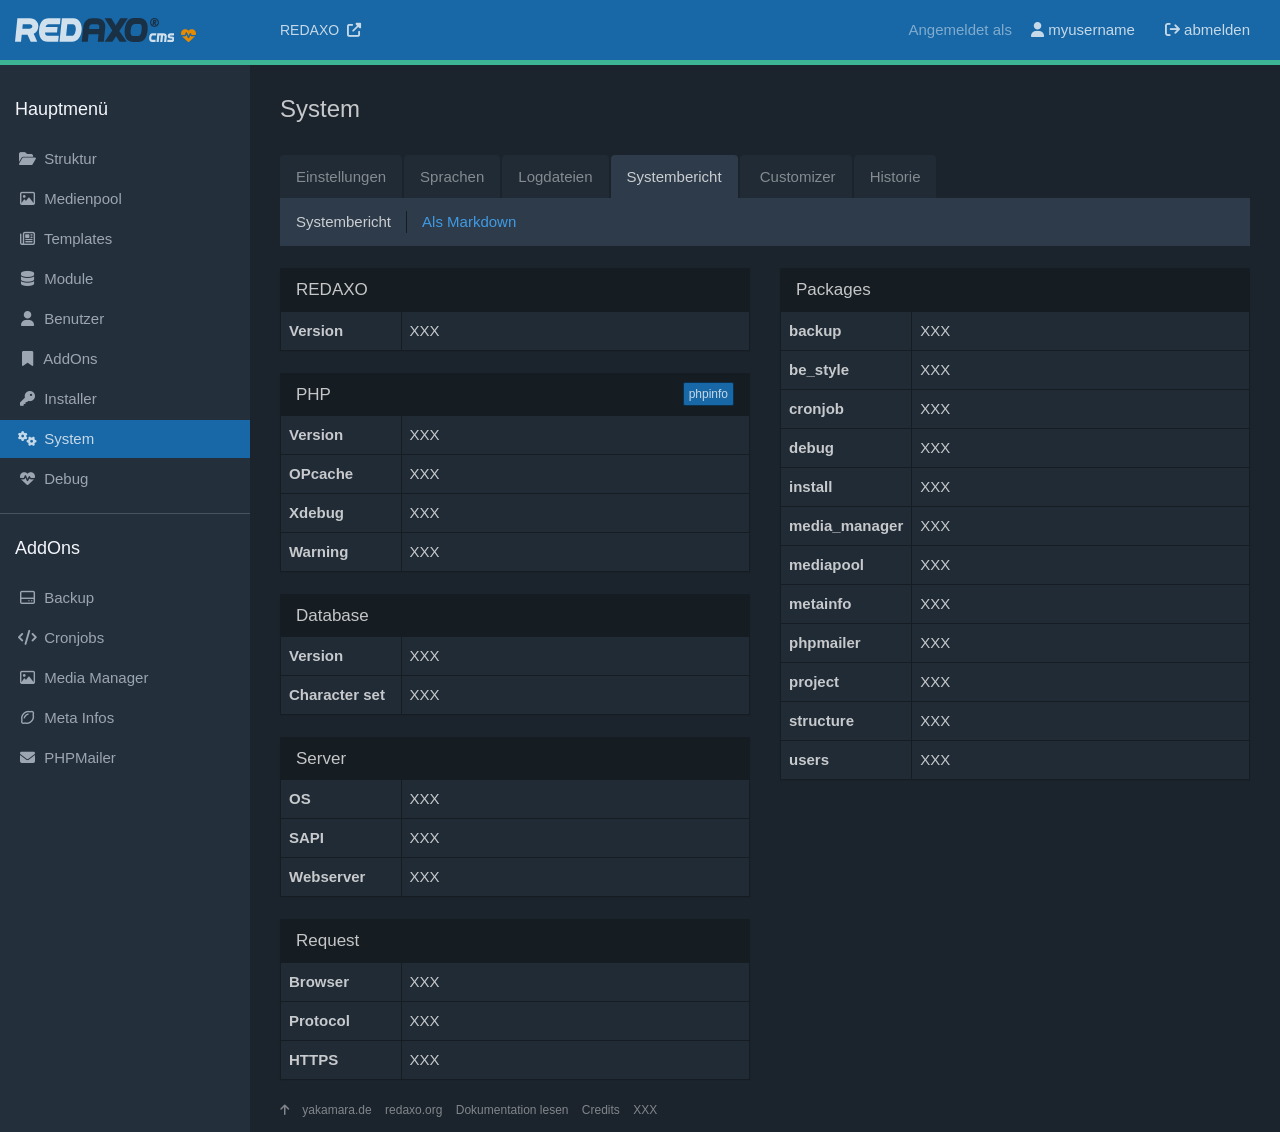 REDAXO® cms
REDAXO
Angemeldet als myusername abmelden
Hauptmenü
Struktur
Medienpool
Templates
Module
Benutzer
AddOns
Installer
System
Debug
AddOns
Backup
Cronjobs
Media Manager
Meta Infos
PHPMailer
System
Einstellungen Sprachen Logdateien Systembericht Customizer Historie
Systembericht Als Markdown
REDAXO
Version XXX
PHP phpinfo
Version XXX
OPcache XXX
Xdebug XXX
Warning XXX
Database
Version XXX
Character set XXX
Server
OS XXX
SAPI XXX
Webserver XXX
Request
Browser XXX
Protocol XXX
HTTPS XXX
Packages
backup XXX
be_style XXX
cronjob XXX
debug XXX
install XXX
media_manager XXX
mediapool XXX
metainfo XXX
phpmailer XXX
project XXX
structure XXX
users XXX
yakamara.de redaxo.org Dokumentation lesen Credits XXX